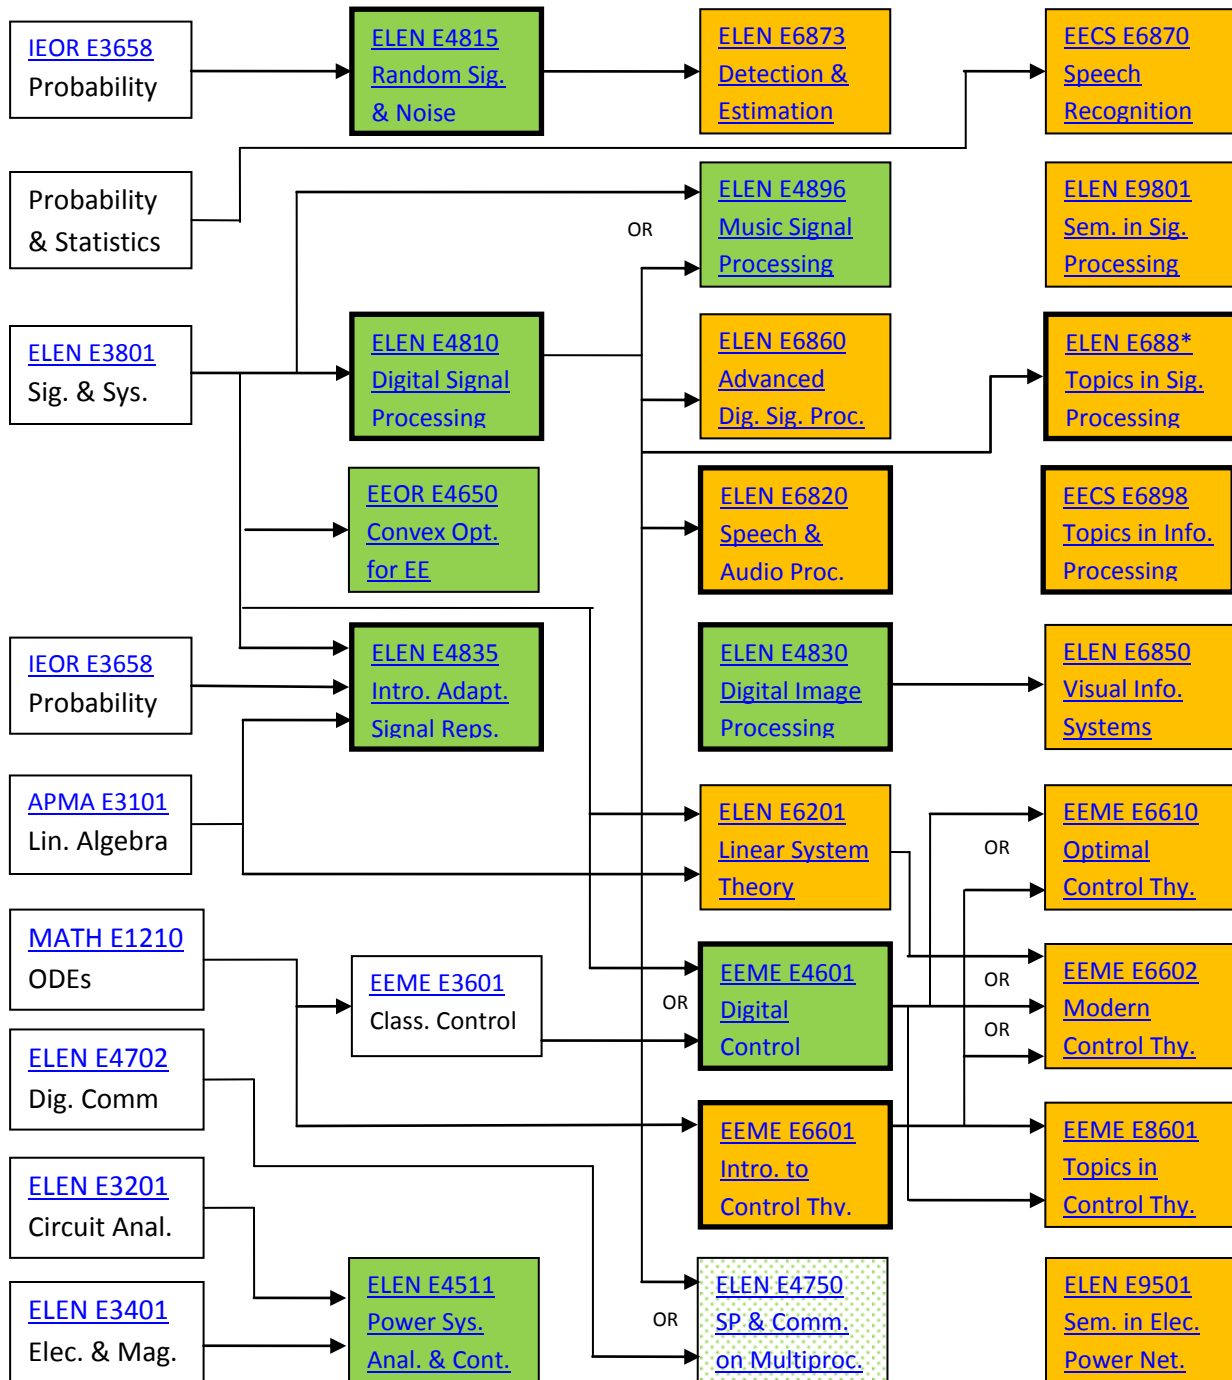 IEOR E3658
Probability
ELEN E4815
Random Sig.
& Noise
ELEN E6873
Detection &
Estimation
EECS E6870
Speech
Recognition
Probability
& Statistics
OR
ELEN E4896
Music Signal
Processing
ELEN E9801
Sem. in Sig.
Processing
ELEN E3801
Sig. & Sys.
ELEN E4810
Digital Signal
Processing
ELEN E6860
Advanced
Dig. Sig. Proc.
ELEN E688*
Topics in Sig.
Processing
EEOR E4650
Convex Opt.
for EE
ELEN E6820
Speech &
Audio Proc.
EECS E6898
Topics in Info.
Processing
IEOR E3658
Probability
ELEN E4835
Intro. Adapt.
Signal Reps.
ELEN E4830
Digital Image
Processing
ELEN E6850
Visual Info.
Systems
APMA E3101
Lin. Algebra
ELEN E6201
Linear System
Theory
OR
EEME E6610
Optimal
Control Thy.
MATH E1210
ODEs
EEME E3601
Class. Control
OR
EEME E4601
Digital
Control
OR
OR
EEME E6602
Modern
Control Thy.
ELEN E4702
Dig. Comm
EEME E6601
Intro. to
Control Thy.
EEME E8601
Topics in
Control Thy.
ELEN E3201
Circuit Anal.
ELEN E3401
Elec. & Mag.
ELEN E4511
Power Sys.
Anal. & Cont.
OR
ELEN E4750
SP & Comm.
on Multiproc.
ELEN E9501
Sem. in Elec.
Power Net.